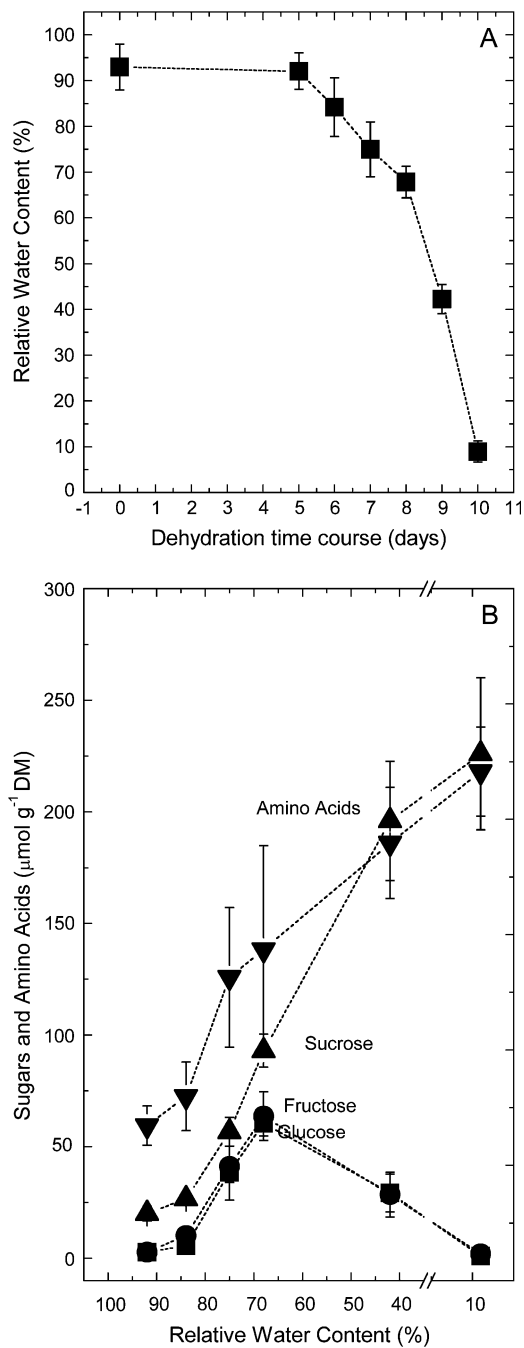 A
100
90
80
70
60
50
40
30
20
10
0
Relative Water Content (%)
-1 0 1 2 3 4 5 6 7 8 9 10 11
Dehydration time course (days)
B
300
250
200
150
100
50
0
Sugars and Amino Acids (μmol g⁻¹ DM)
Amino Acids
Sucrose
Fructose
Glucose
100 90 80 70 60 50 40 10
Relative Water Content (%)